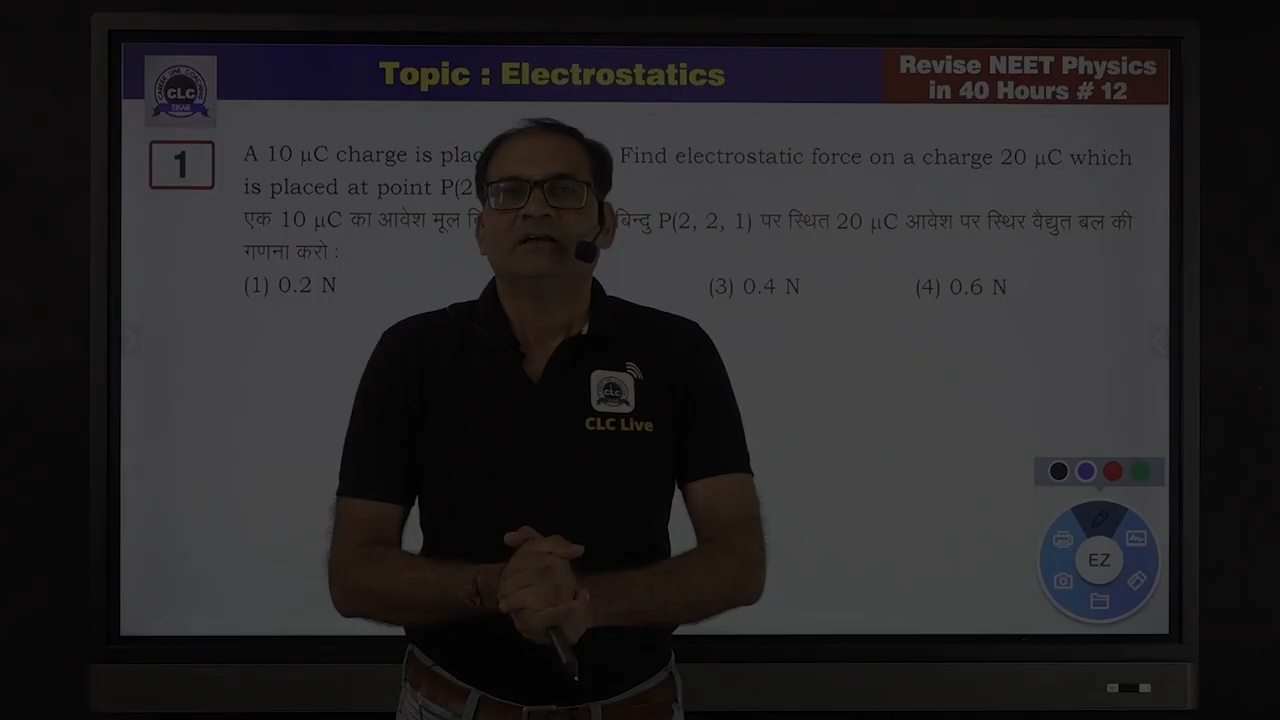 Topic : Electrostatics
Revise NEET Physics
in 40 Hours # 12
CAREER LINE COACHING
CLC
SIKAR
1
A 10 µC charge is Find electrostatic force on a charge 20 µC which
is placed at point P(2
एक 10 µC का आवेश मूल P(2, 2, 1) पर स्थित 20 µC आवेश पर स्थिर वैद्युत बल की
गणना करो :
(1) 0.2 N (3) 0.4 N (4) 0.6 N
CLC
CLC Live
EZ